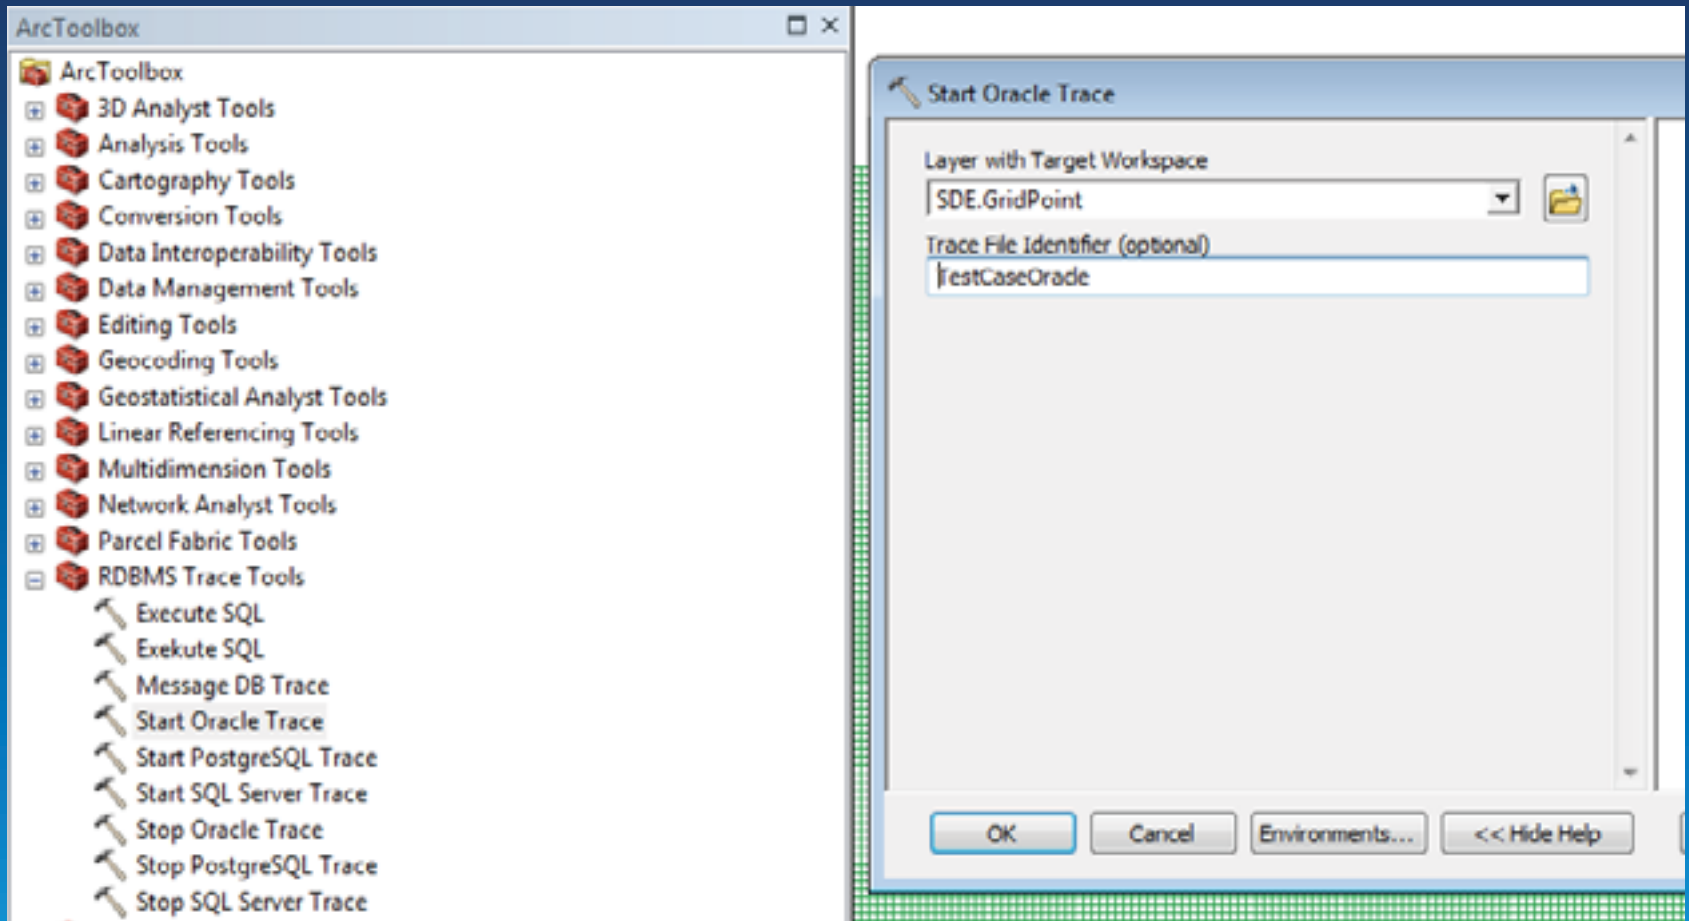 ArcToolbox
ArcToolbox
3D Analyst Tools
Analysis Tools
Cartography Tools
Conversion Tools
Data Interoperability Tools
Data Management Tools
Editing Tools
Geocoding Tools
Geostatistical Analyst Tools
Linear Referencing Tools
Multidimension Tools
Network Analyst Tools
Parcel Fabric Tools
RDBMS Trace Tools
Execute SQL
Exekute SQL
Message DB Trace
Start Oracle Trace
Start PostgreSQL Trace
Start SQL Server Trace
Stop Oracle Trace
Stop PostgreSQL Trace
Stop SQL Server Trace
Start Oracle Trace
Layer with Target Workspace
SDE.GridPoint
Trace File Identifier (optional)
TestCaseOracle
OK Cancel Environments... << Hide Help